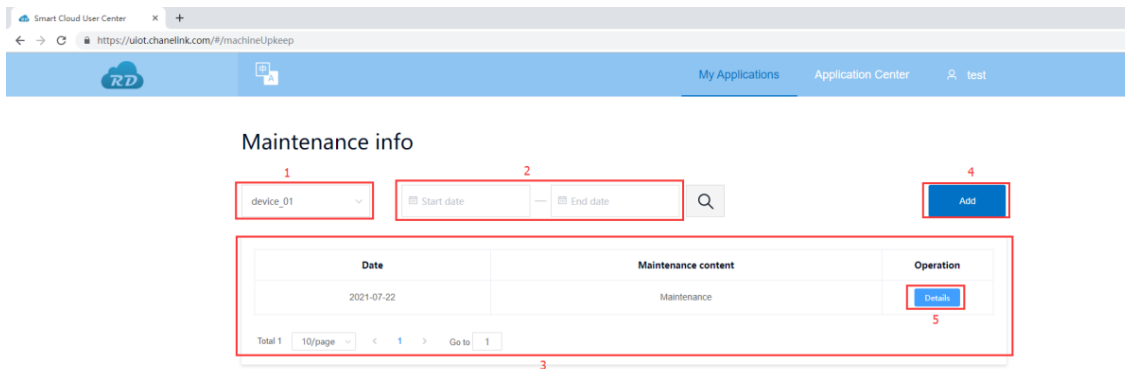 Smart Cloud User Center
https://uiot.chanelink.com/#/machineUpkeep
RD
中 A
My Applications Application Center test
Maintenance info
1 2 4
device_01 Start date — End date Add
Date Maintenance content Operation
2021-07-22 Maintenance Details
5
Total 1 10/page < 1 > Go to 1
3